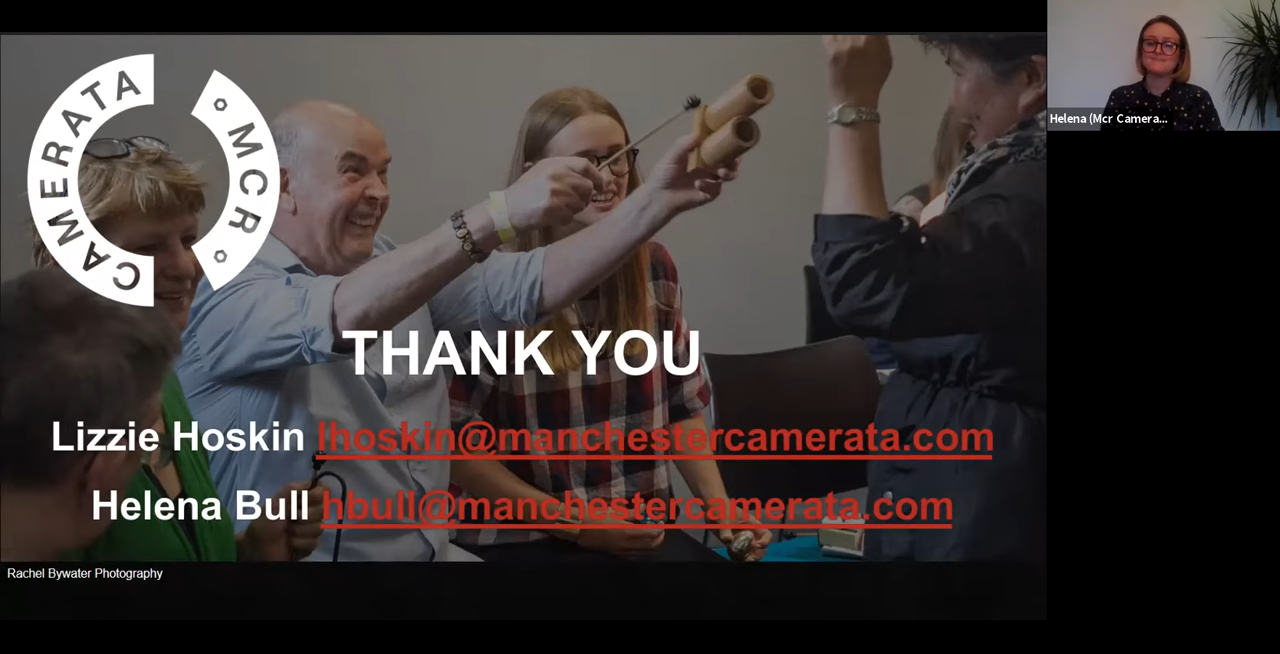 CAMERATA MCR
Helena (Mcr Camera...
THANK YOU
Lizzie Hoskin lhoskin@manchestercamerata.com
Helena Bull hbull@manchestercamerata.com
Rachel Bywater Photography